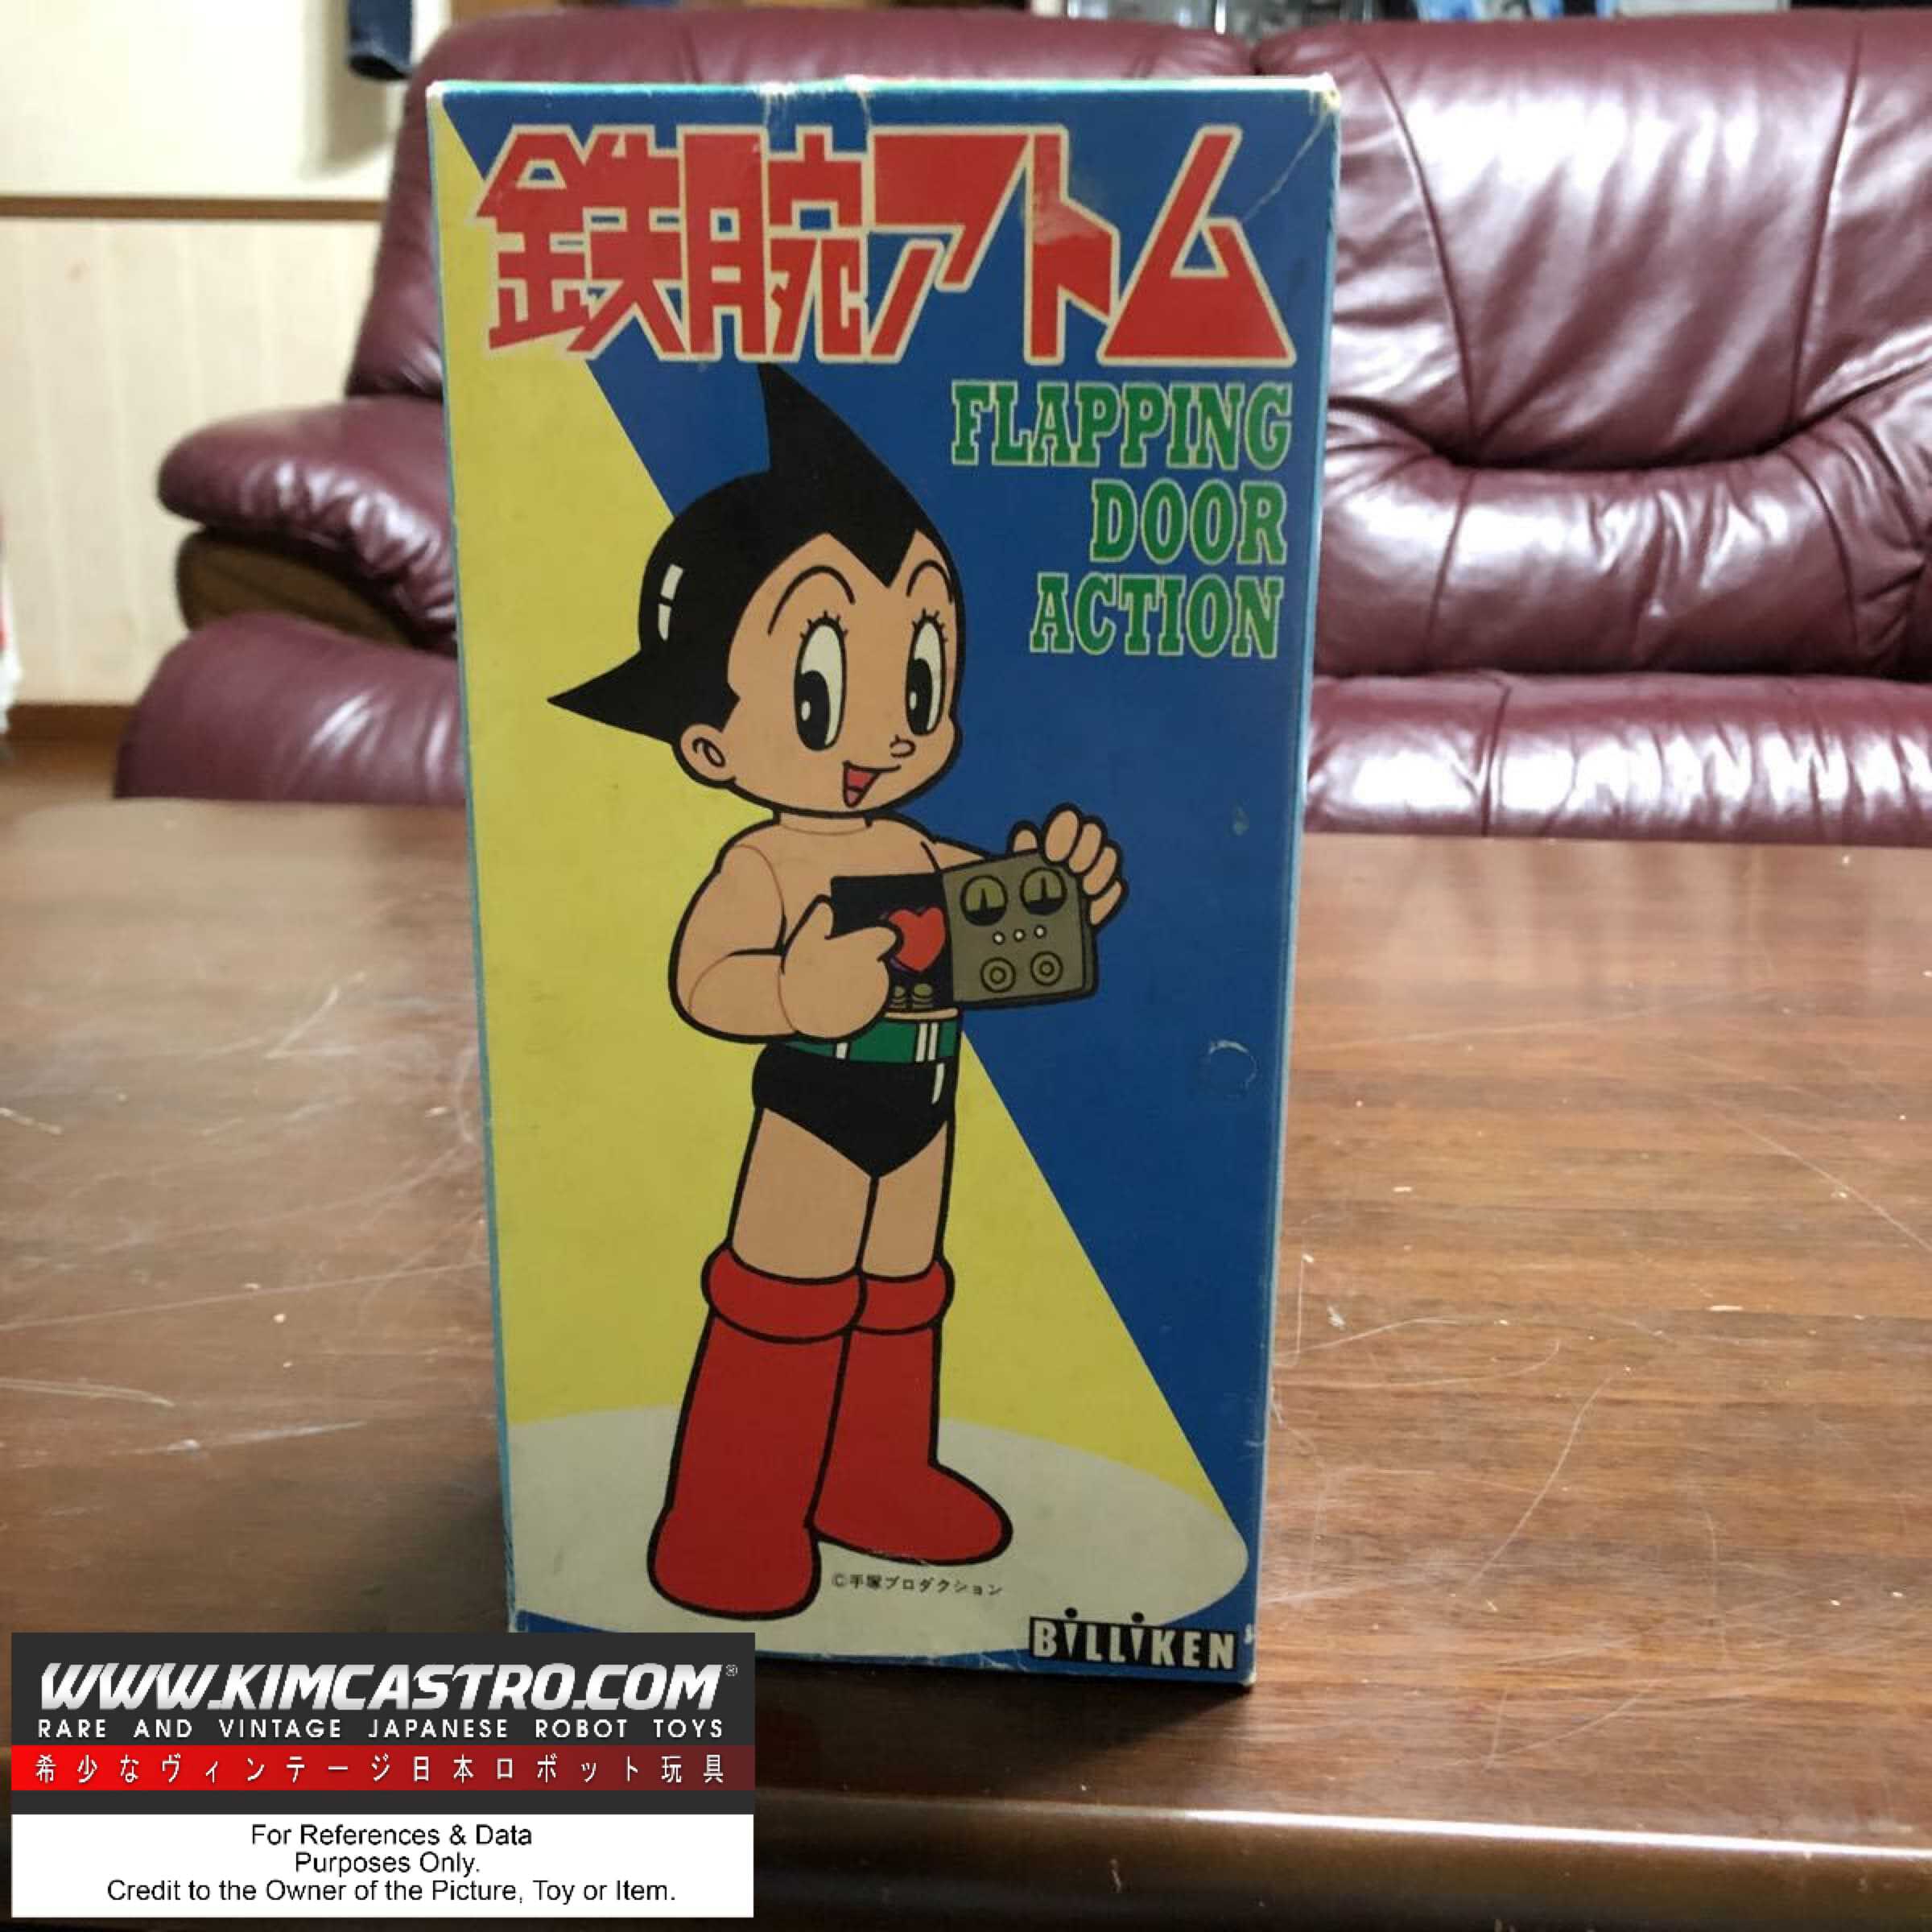 鉄腕アトム
FLAPPING
DOOR
ACTION
©手塚プロダクション
BILLIKEN
WWW.KIMCASTRO.COM®
RARE AND VINTAGE JAPANESE ROBOT TOYS
希少なヴィンテージ日本ロボット玩具
For References & Data
Purposes Only.
Credit to the Owner of the Picture, Toy or Item.